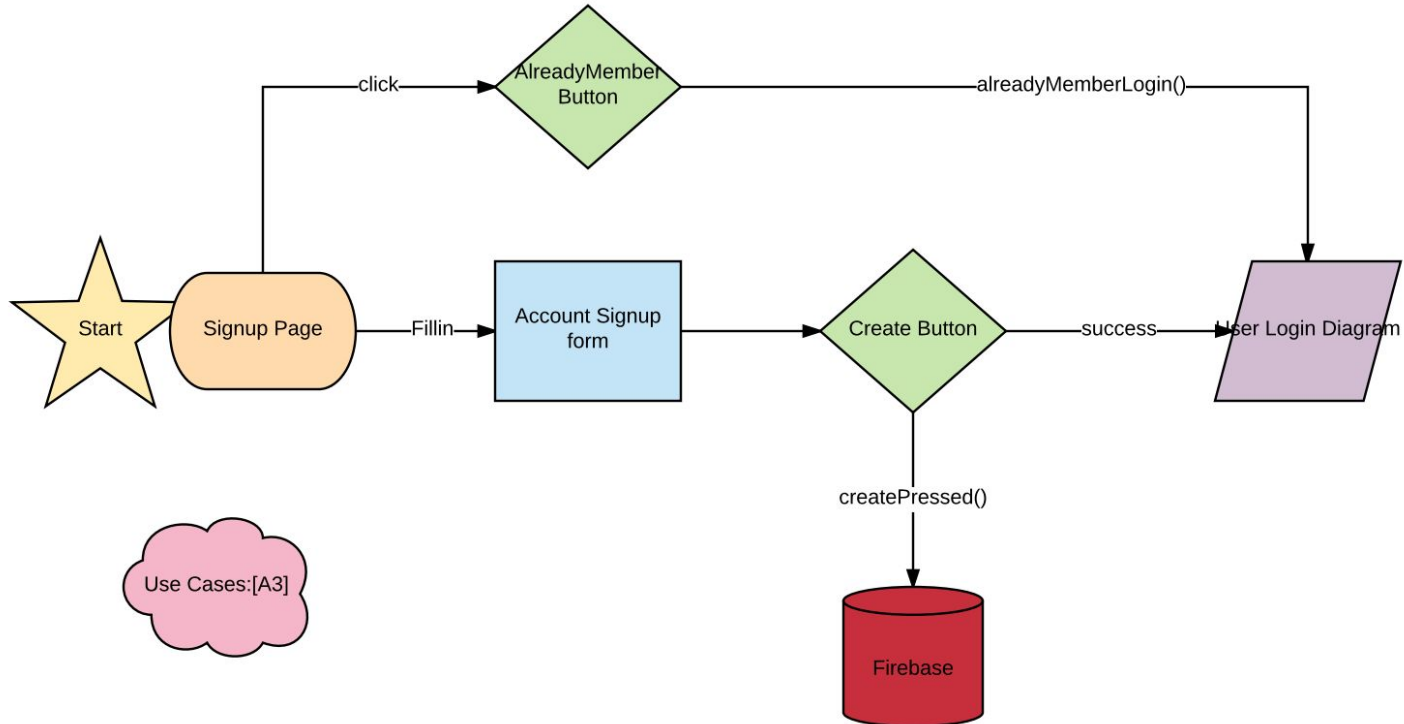 AlreadyMember
Button
click
alreadyMemberLogin()
Start
Signup Page
Fillin
Account Signup
form
Create Button
success
User Login Diagram
createPressed()
Use Cases:[A3]
Firebase